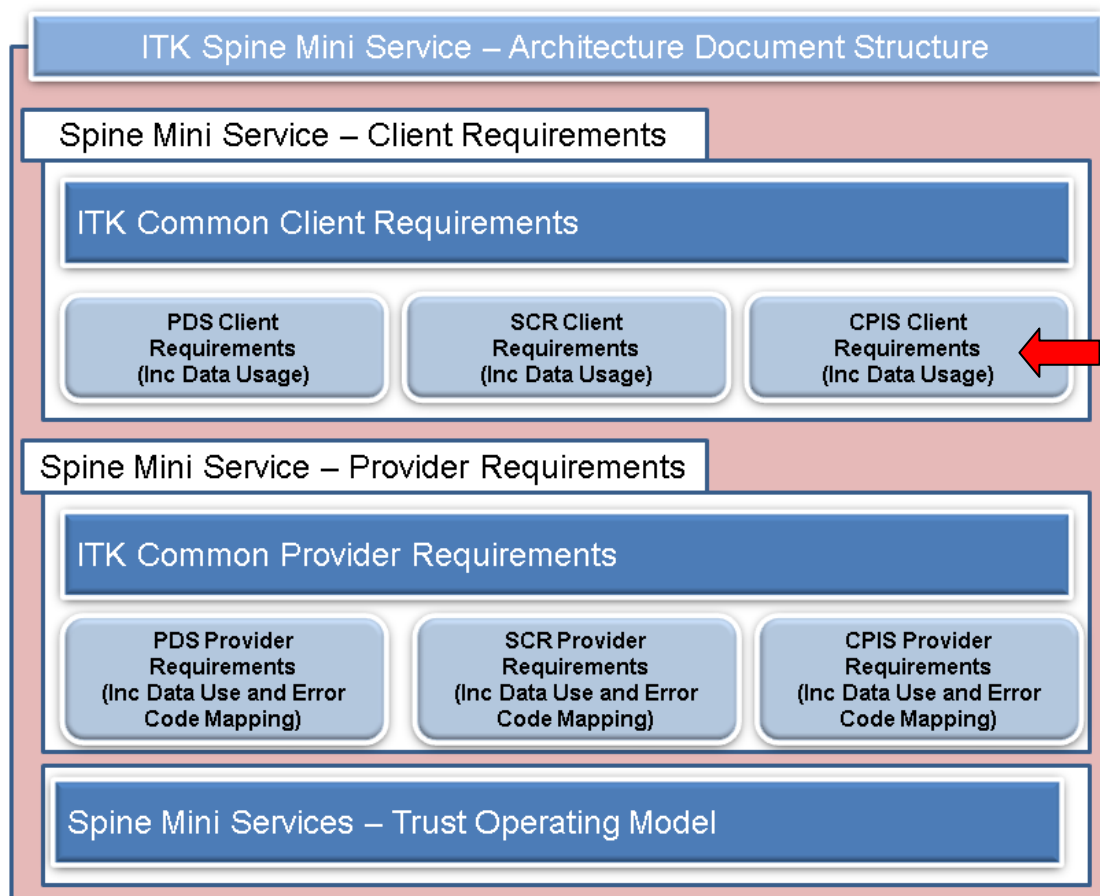 ITK Spine Mini Service – Architecture Document Structure
Spine Mini Service – Client Requirements
ITK Common Client Requirements
PDS Client
Requirements
(Inc Data Usage)
SCR Client
Requirements
(Inc Data Usage)
CPIS Client
Requirements
(Inc Data Usage)
Spine Mini Service – Provider Requirements
ITK Common Provider Requirements
PDS Provider
Requirements
(Inc Data Use and Error
Code Mapping)
SCR Provider
Requirements
(Inc Data Use and Error
Code Mapping)
CPIS Provider
Requirements
(Inc Data Use and Error
Code Mapping)
Spine Mini Services – Trust Operating Model